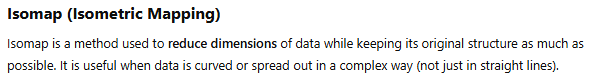 Isomap (Isometric Mapping)
Isomap is a method used to reduce dimensions of data while keeping its original structure as much as
possible. It is useful when data is curved or spread out in a complex way (not just in straight lines).